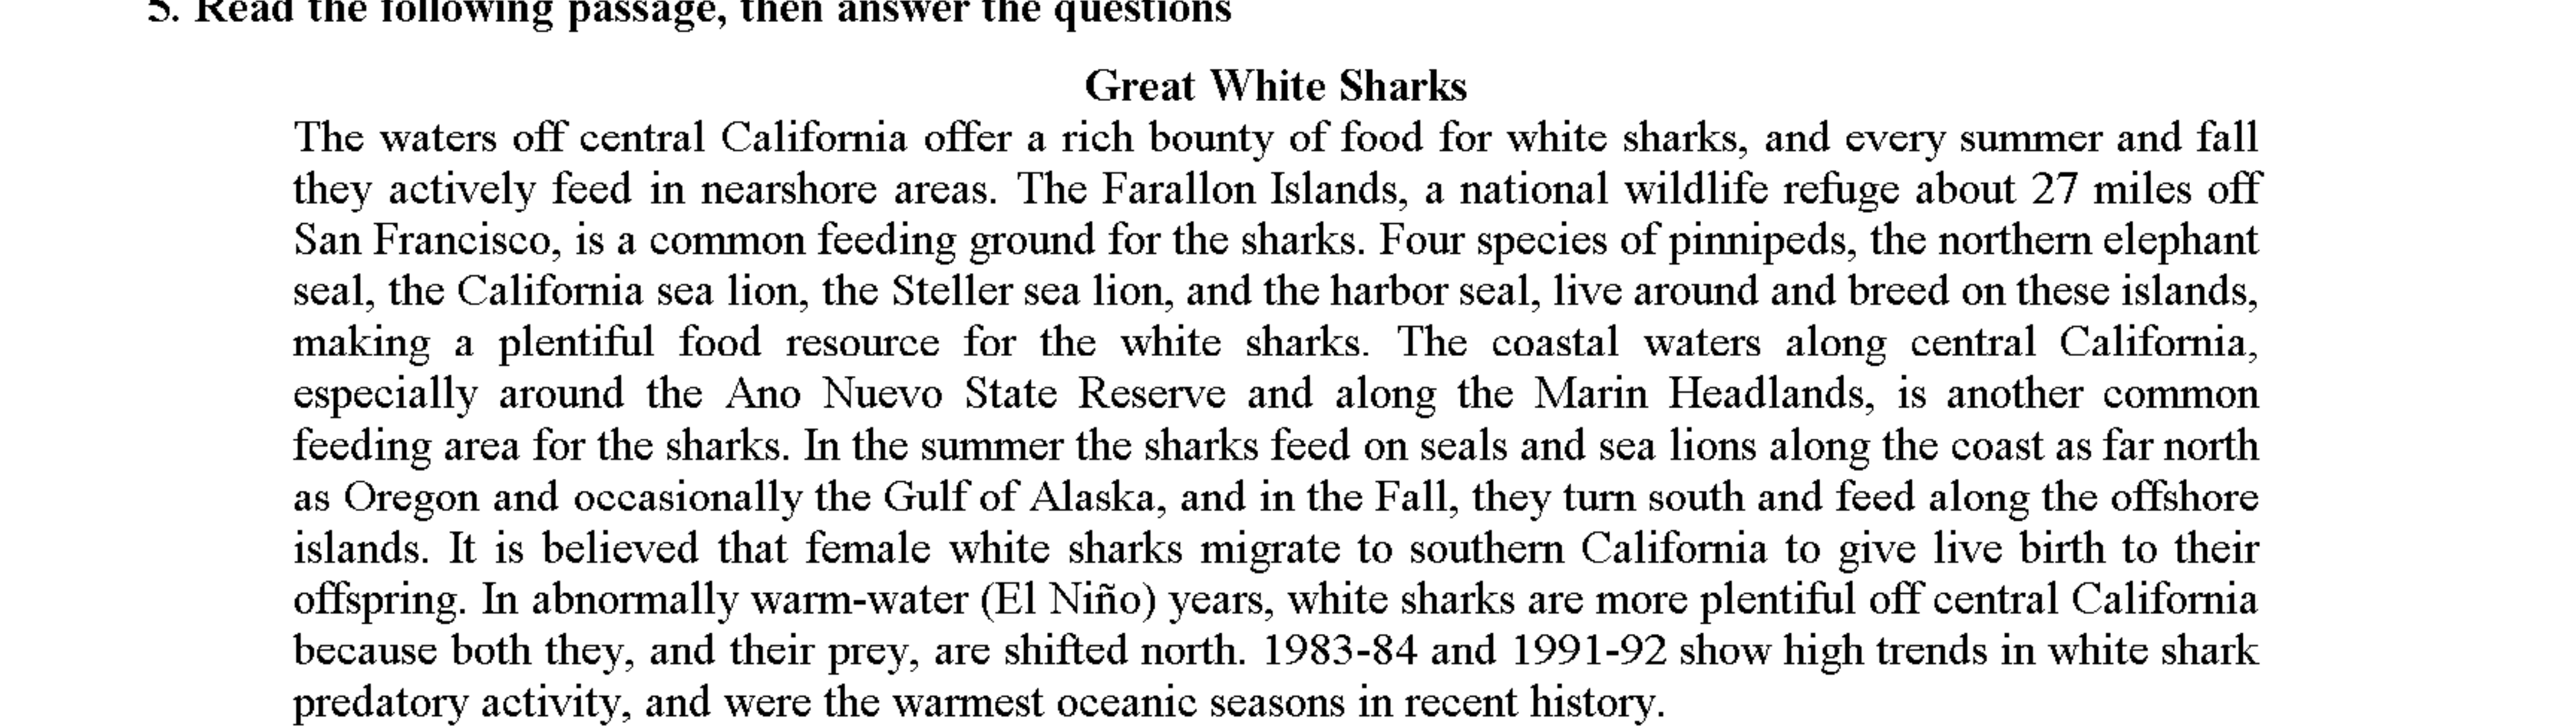 5. Read the following passage, then answer the questions
Great White Sharks
The waters off central California offer a rich bounty of food for white sharks, and every summer and fall
they actively feed in nearshore areas. The Farallon Islands, a national wildlife refuge about 27 miles off
San Francisco, is a common feeding ground for the sharks. Four species of pinnipeds, the northern elephant
seal, the California sea lion, the Steller sea lion, and the harbor seal, live around and breed on these islands,
making a plentiful food resource for the white sharks. The coastal waters along central California,
especially around the Ano Nuevo State Reserve and along the Marin Headlands, is another common
feeding area for the sharks. In the summer the sharks feed on seals and sea lions along the coast as far north
as Oregon and occasionally the Gulf of Alaska, and in the Fall, they turn south and feed along the offshore
islands. It is believed that female white sharks migrate to southern California to give live birth to their
offspring. In abnormally warm-water (El Niño) years, white sharks are more plentiful off central California
because both they, and their prey, are shifted north. 1983-84 and 1991-92 show high trends in white shark
predatory activity, and were the warmest oceanic seasons in recent history.